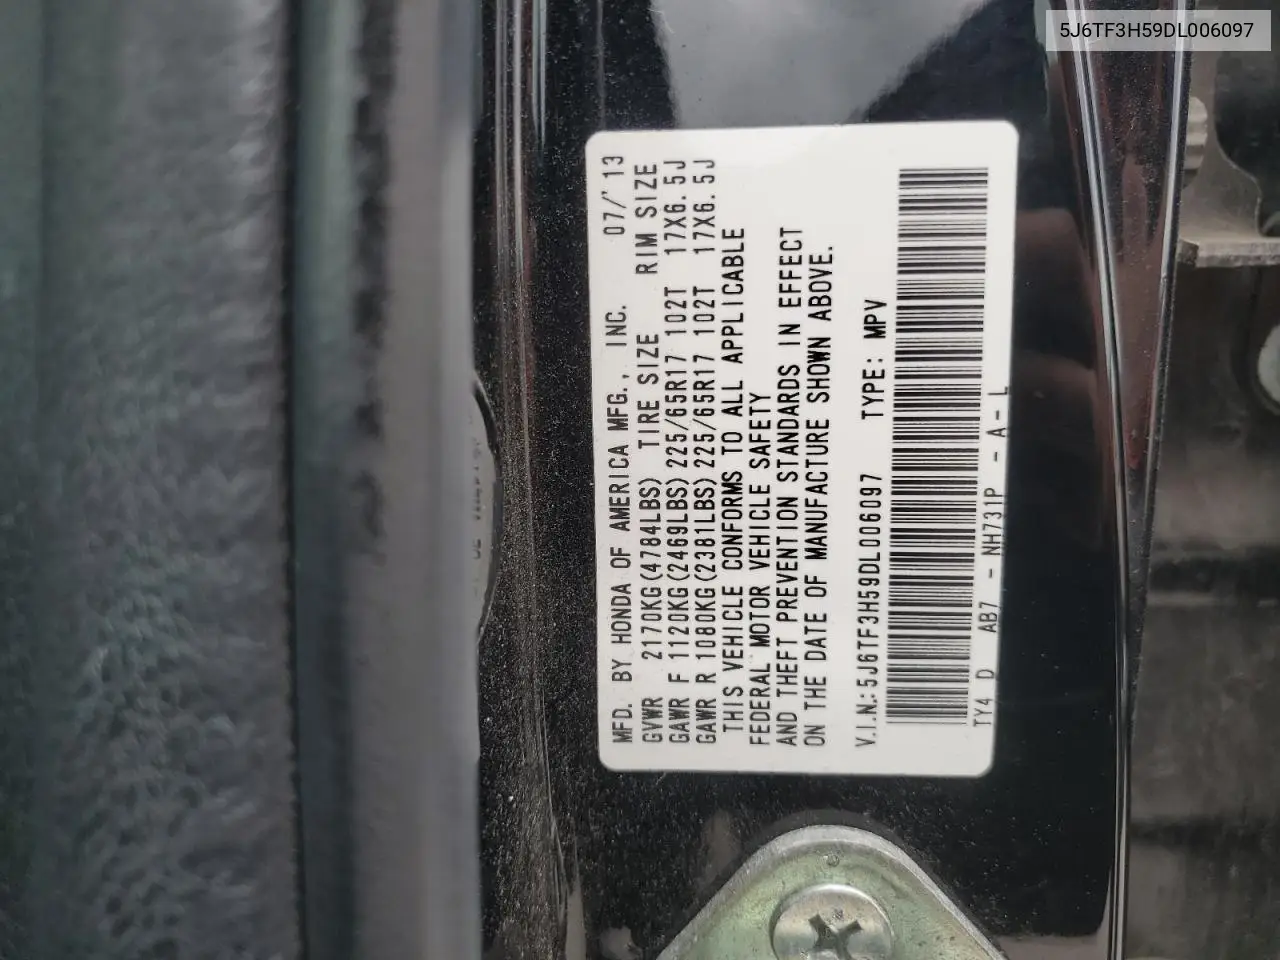 5J6TF3H59DL006097
MFD. BY HONDA OF AMERICA MFG., INC. 07/'13
GVWR 2170KG(4784LBS) TIRE SIZE RIM SIZE
GAWR F 1120KG(2469LBS)225/65R17 102T 17X6.5J
GAWR R 1080KG(2381LBS)225/65R17 102T 17X6.5J
THIS VEHICLE CONFORMS TO ALL APPLICABLE
FEDERAL MOTOR VEHICLE SAFETY
AND THEFT PREVENTION STANDARDS IN EFFECT
ON THE DATE OF MANUFACTURE SHOWN ABOVE.
V.I.N.:5J6TF3H59DL006097 TYPE: MPV
TY4 D AB7 - NH731P - A - L